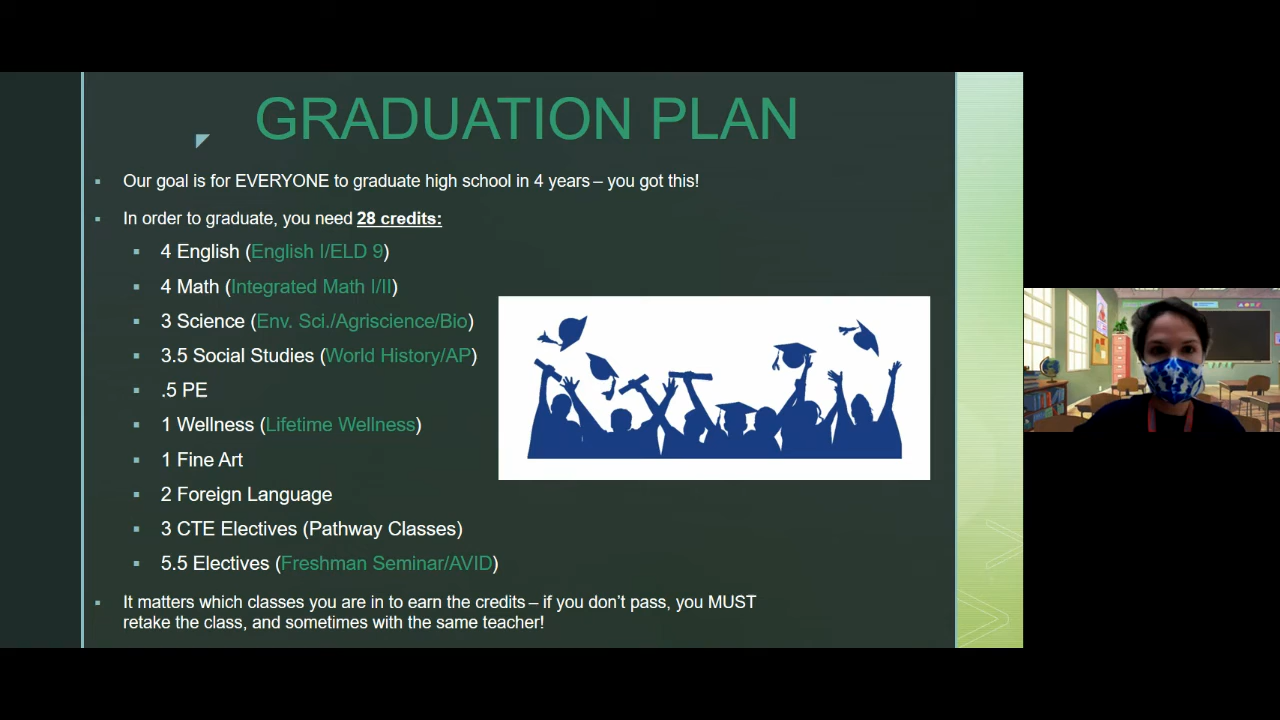 GRADUATION PLAN
Our goal is for EVERYONE to graduate high school in 4 years – you got this!
In order to graduate, you need 28 credits:
4 English (English I/ELD 9)
4 Math (Integrated Math I/II)
3 Science (Env. Sci./Agriscience/Bio)
3.5 Social Studies (World History/AP)
.5 PE
1 Wellness (Lifetime Wellness)
1 Fine Art
2 Foreign Language
3 CTE Electives (Pathway Classes)
5.5 Electives (Freshman Seminar/AVID)
It matters which classes you are in to earn the credits – if you don't pass, you MUST
retake the class, and sometimes with the same teacher!